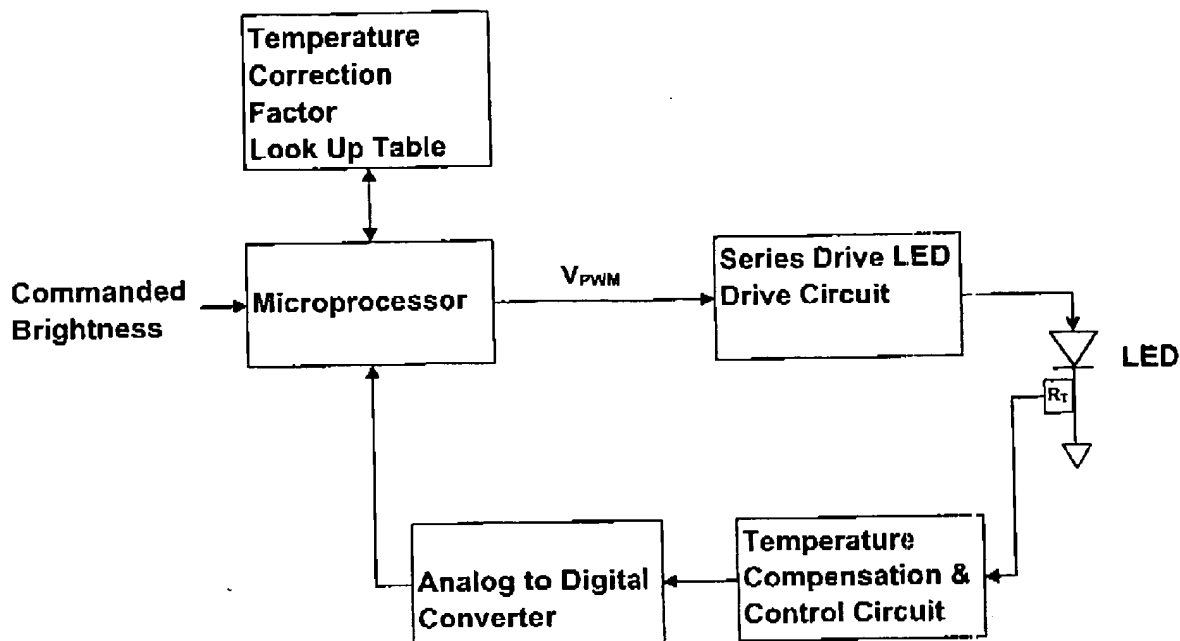 Temperature
Correction
Factor
Look Up Table
Commanded
Brightness
Microprocessor
VPWM
Series Drive LED
Drive Circuit
LED
RT
Analog to Digital
Converter
Temperature
Compensation &
Control Circuit